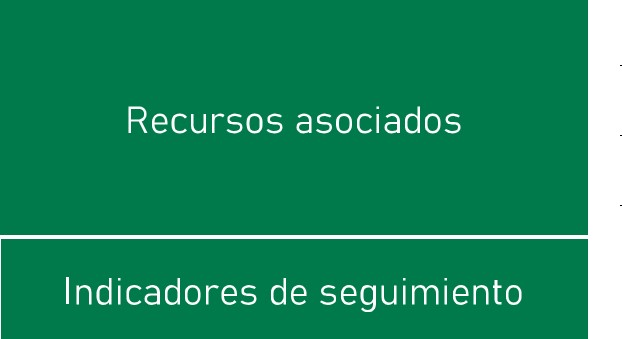 Recursos asociados
Indicadores de seguimiento